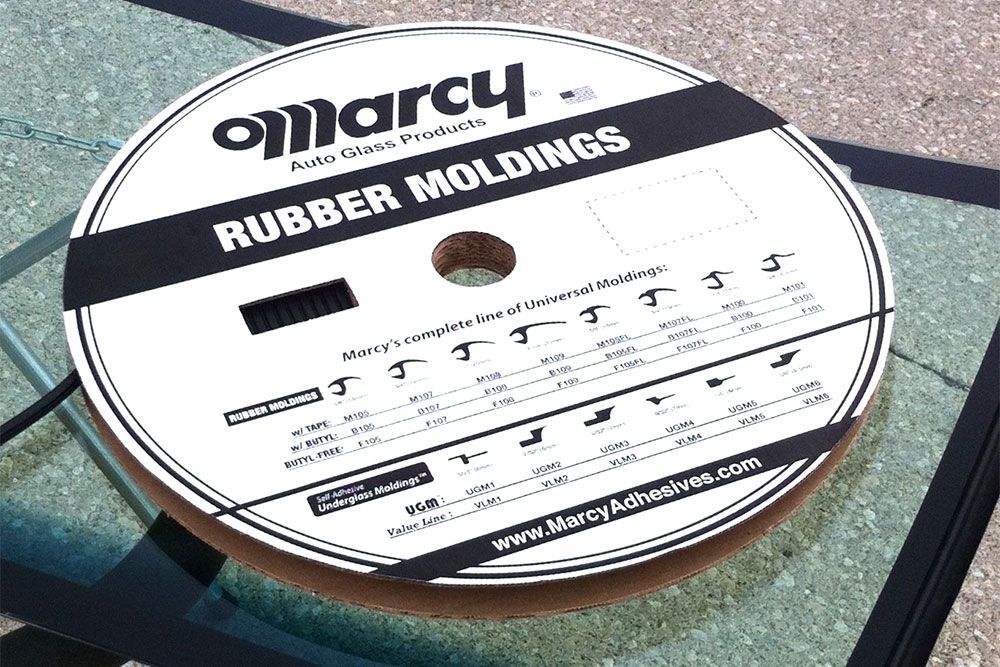 marcy®
Auto Glass Products
RUBBER MOLDINGS
Marcy's complete line of Universal Moldings:
RUBBER MOLDINGS
w/ TAPE: M105 M107 M108 M109 M105FL M107FL M100 M101
w/ BUTYL: B105 B107 B108 B109 B105FL B107FL B100 B101
BUTYL-FREE: F105 F107 F108 F109 F105FL F107FL F100 F101
Self-Adhesive
Underglass Moldings™
UGM: UGM1 UGM2 UGM3 UGM4 UGM5 UGM6
Value Line: VLM1 VLM2 VLM3 VLM4 VLM5 VLM6
www.MarcyAdhesives.com